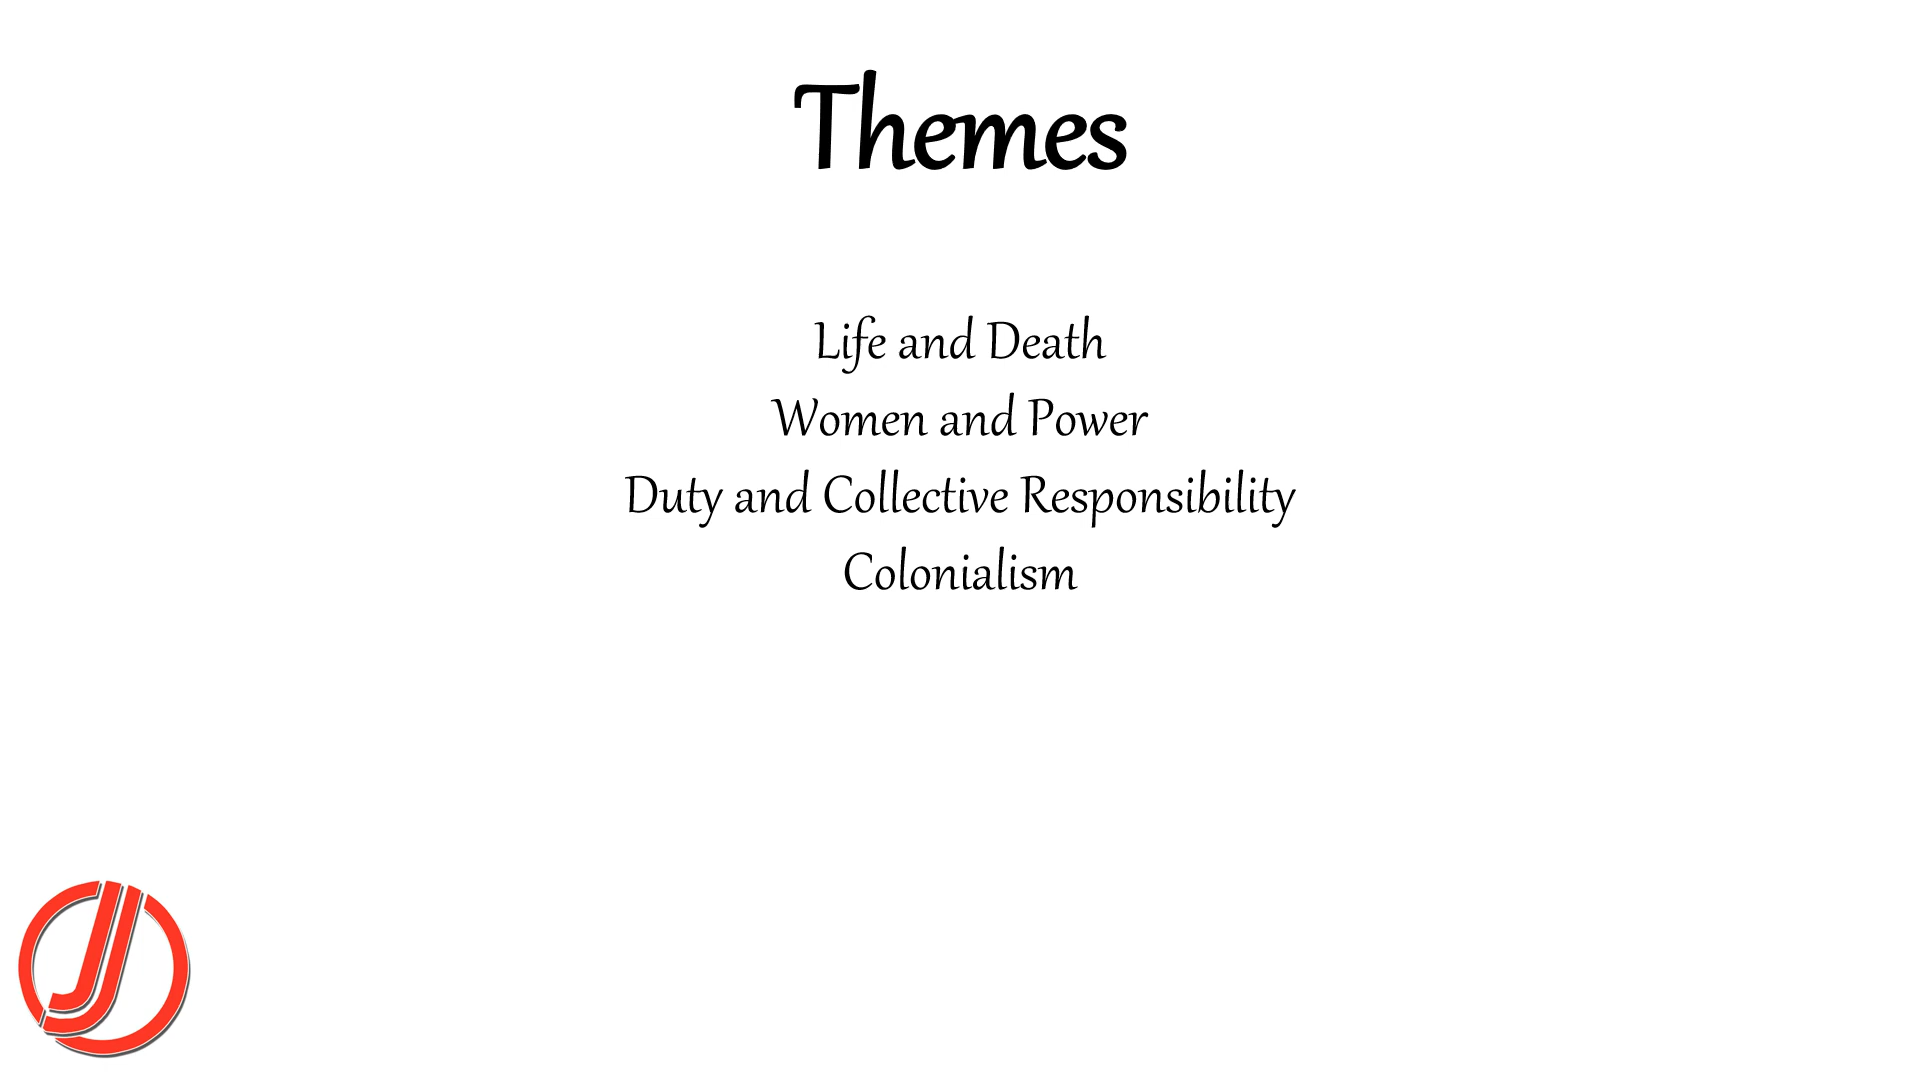 Themes
Life and Death
Women and Power
Duty and Collective Responsibility
Colonialism